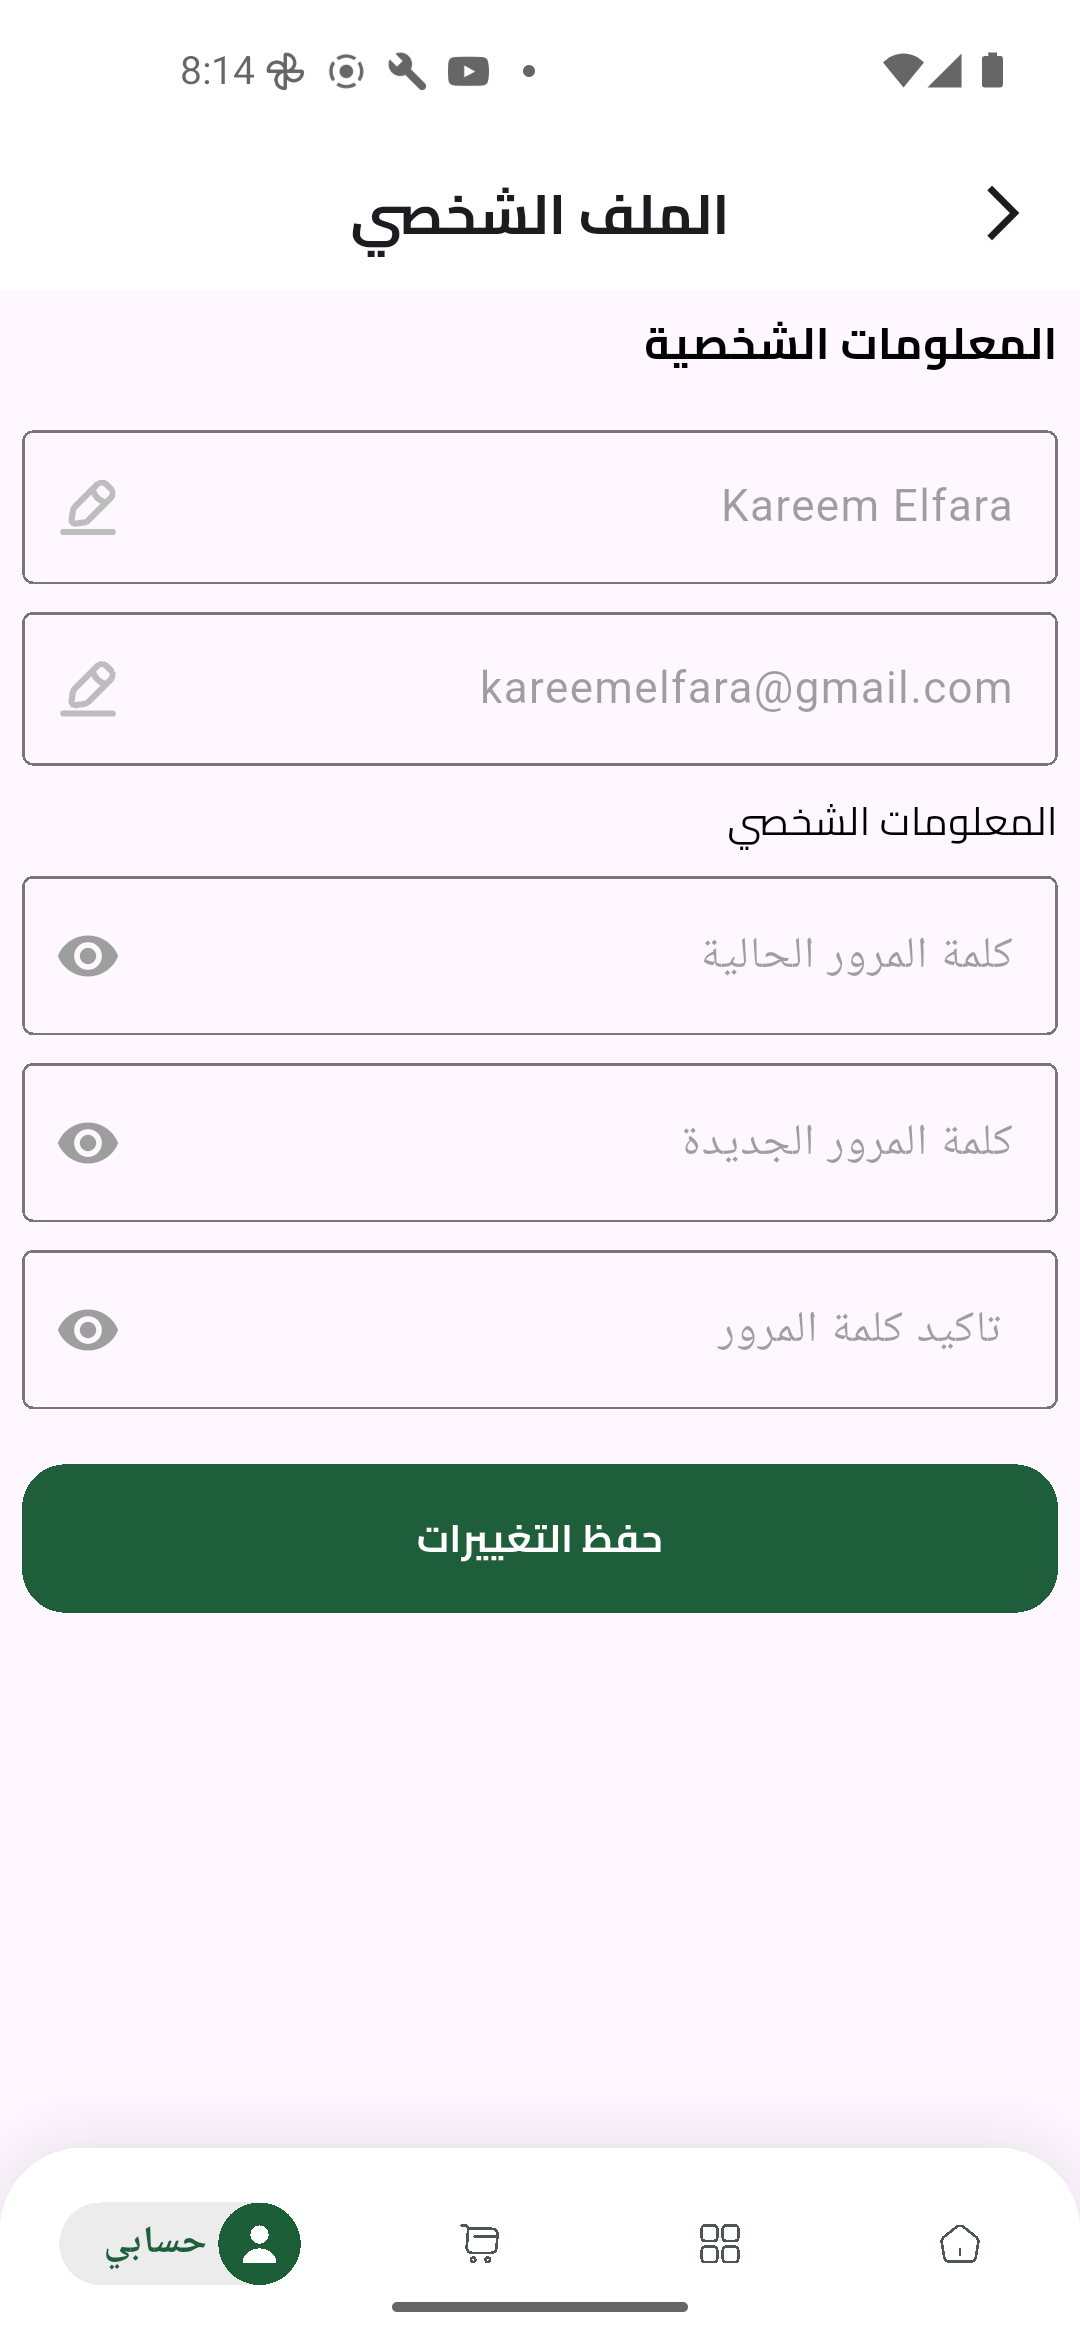 8:14
الملف الشخصي
المعلومات الشخصية
Kareem Elfara
kareemelfara@gmail.com
المعلومات الشخصي
كلمة المرور الحالية
كلمة المرور الجديدة
تاكيد كلمة المرور
حفظ التغييرات
حسابي